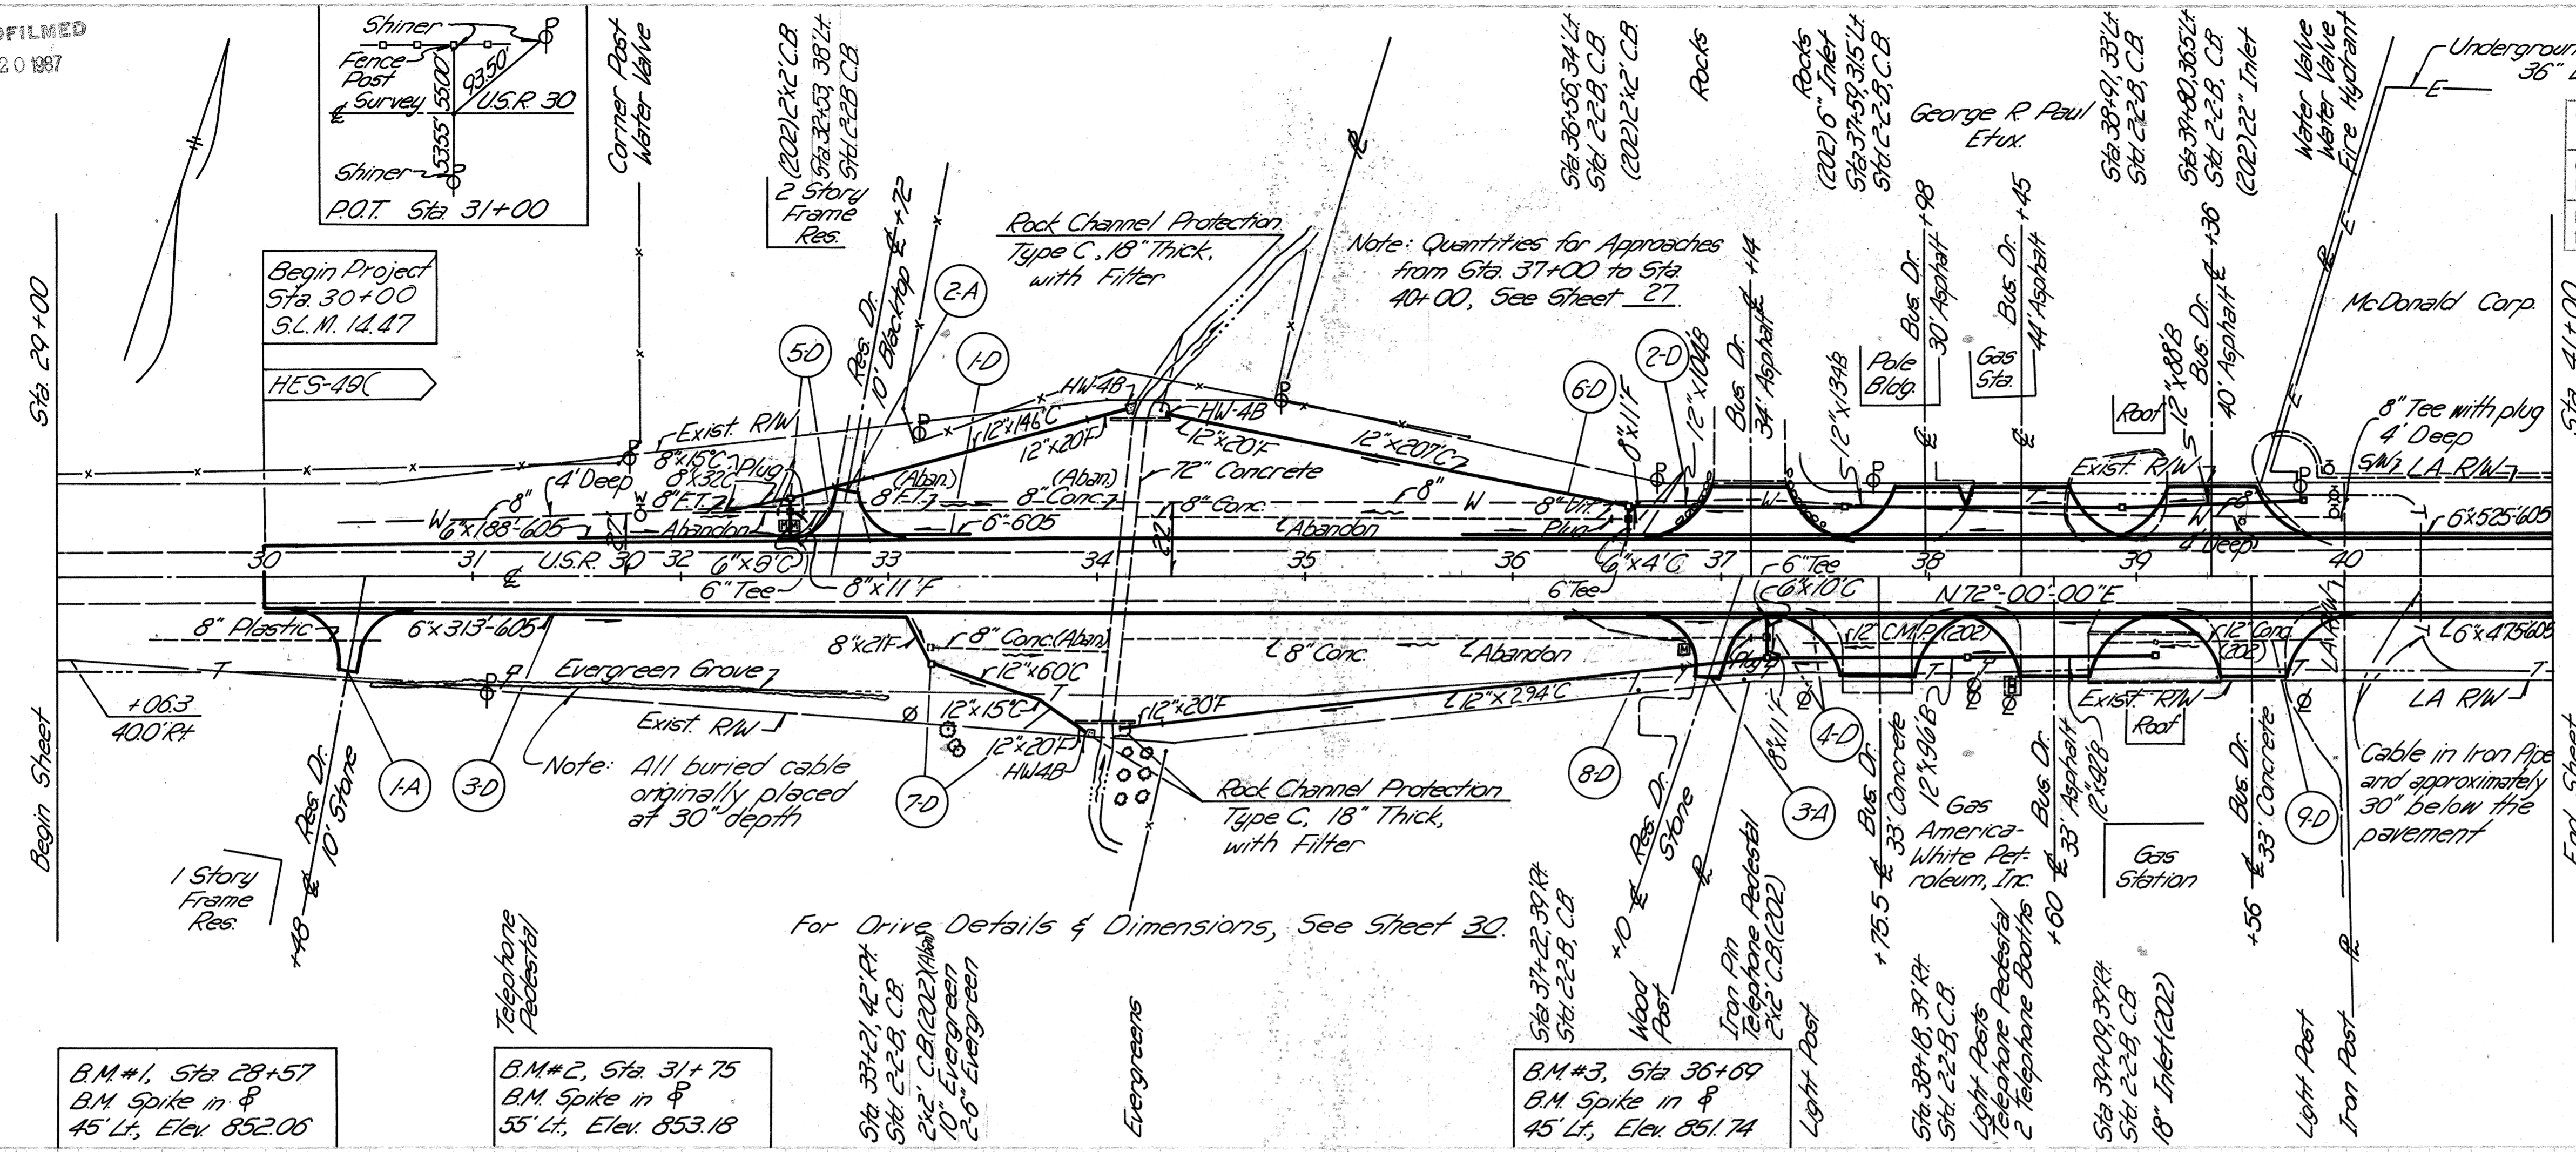 OFILMED
20 1987
Shiner
Fence
Post
Survey
55.00'
93.50'
U.S.R. 30
53.55'
Shiner
P.O.T. Sta. 31+00
Corner Post
Water Valve
(202) 2'x2' C.B.
Sta. 32+53, 38' Lt.
Std. 2-2B C.B.
2 Story
Frame
Res.
Res. Dr.
10' Blacktop ℄ +72
Rock Channel Protection
Type C, 18" Thick,
with Filter
Note: Quantities for Approaches
from Sta. 37+00 to Sta.
40+00, See Sheet 27.
Sta. 36+56, 34' Lt.
Std. 2-2-B, C.B.
(202) 2'x2' C.B.
Rocks
Rocks
(202) 6" Inlet
Sta. 37+59, 31.5' Lt.
Std. 2-2-B, C.B.
George R. Paul
Etux.
Sta. 38+91, 33' Lt.
Std. 2-2-B, C.B.
Sta. 39+80, 36.5' Lt.
Std. 2-2-B, C.B.
(202) 22" Inlet
Water Valve
Water Valve
Fire Hydrant
Undergroun
36"
McDonald Corp.
Sta. 29+00
Begin Sheet
Begin Project
Sta. 30+00
S.L.M. 14.47
HES-49(
5-D
2-A
1-D
6-D
2-D
Bus. Dr. ℄ +14
34' Asphalt
Bus. Dr. ℄ +98
30' Asphalt
Bus. Dr. ℄ +45
44' Asphalt
Bus. Dr. ℄ +36
40' Asphalt
Pole
Bldg.
Gas
Sta.
Roof
12"x104'B
12"x134'B
12"x88'B
8" Tee with plug
4' Deep
Sta. 41+00
End Sheet
Exist. R/W
8"x15'C
Plug
8"x32'C
4' Deep
8" E.T.
8"
Abandon
W
6"x188'-605
12"x146'C
12"x20'F
HW-4B
HW-4B
12"x20'F
12"x207'C
72" Concrete
(Aban.)
8" E.T.
(Aban.)
8" Conc.
8" Conc.
8"
W
6"-605
22'
22'
Abandon
8"x11'F
8" Vit.
Plug
Exist. R/W
S/W
LA R/W
W
T
8"
4' Deep
6"x525'-605
30
31
U.S.R. 30
32
33
34
35
36
37
38
39
40
6"x9'C
6" Tee
8"x11'F
6"x4'C
6" Tee
6" Tee
6"x10'C
N 72°-00'-00" E
8" Plastic
6"x313'-605
8"x21'F
8" Conc.(Aban.)
12"x60'C
8" Conc.
Abandon
Plug
12" C.M.P. (202)
12" Conc.
(202)
LA R/W
6"x475'-605
Evergreen Grove
Exist. R/W
12"x15'C
12"x20'F
HW4B
12"x20'F
12"x294'C
8"x11'F
12"x96'B
12"x92'B
Exist. R/W
Roof
LA R/W
+06.3
40.0' Rt.
1-A
3-D
7-D
8-D
3-A
4-D
9-D
Note: All buried cable
originally placed
at 30" depth
Rock Channel Protection
Type C, 18" Thick,
with Filter
Cable in Iron Pipe
and approximately
30" below the
pavement
1 Story
Frame
Res.
+48 ℄ Res. Dr.
10' Stone
+10 ℄ Res. Dr.
Stone
+75.5 ℄ Bus. Dr.
33' Concrete
Gas
America-
White Pet-
roleum, Inc.
+60 ℄ Bus. Dr.
33' Asphalt
Gas
Station
+56 ℄ Bus. Dr.
33' Concrete
For Drive Details & Dimensions, See Sheet 30.
Telephone
Pedestal
Sta. 33+21, 42' Rt.
Std. 2-2-B, C.B.
2'x2' C.B.(202)(Aban)
10" Evergreen
2-6" Evergreen
Evergreens
Sta. 37+22, 39' Rt.
Std. 2-2-B, C.B.
Wood
Post
Iron Pin
Telephone Pedestal
2'x2' C.B.(202)
Light Post
Sta. 38+18, 39' Rt.
Std. 2-2-B, C.B.
Light Posts
Telephone Pedestal
2 Telephone Booths
Sta. 39+09, 39' Rt.
Std. 2-2-B, C.B.
18" Inlet (202)
Light Post
Iron Post
B.M.#1, Sta. 28+57
B.M. Spike in
45' Lt., Elev. 852.06
B.M.#2, Sta. 31+75
B.M. Spike in
55' Lt., Elev. 853.18
B.M.#3, Sta. 36+69
B.M. Spike in
45' Lt., Elev. 851.74